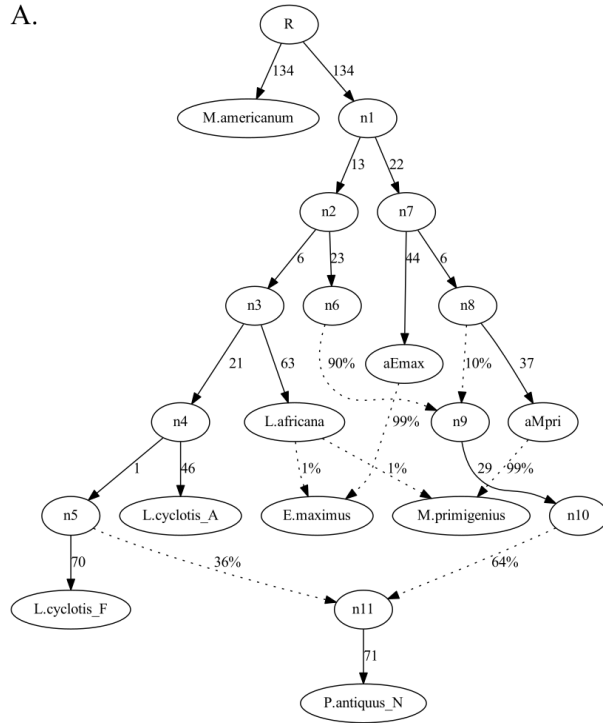 A.
R
134 134
M.americanum n1
13 22
n2 n7
6 23 44 6
n3 n6 n8
21 63 90% aEmax 10% 37
n4 L.africana 99% n9 aMpri
1 46 1% 1% 29 99%
n5 L.cyclotis_A E.maximus M.primigenius n10
70 36% 64%
L.cyclotis_F n11
71
P.antiquus_N